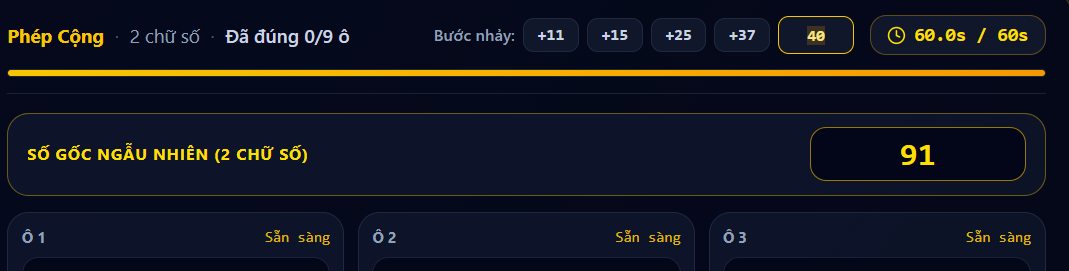 Phép Cộng · 2 chữ số · Đã đúng 0/9 ô Bước nhảy: +11 +15 +25 +37 40 60.0s / 60s
SỐ GỐC NGẪU NHIÊN (2 CHỮ SỐ) 91
Ô 1 Sẵn sàng Ô 2 Sẵn sàng Ô 3 Sẵn sàng